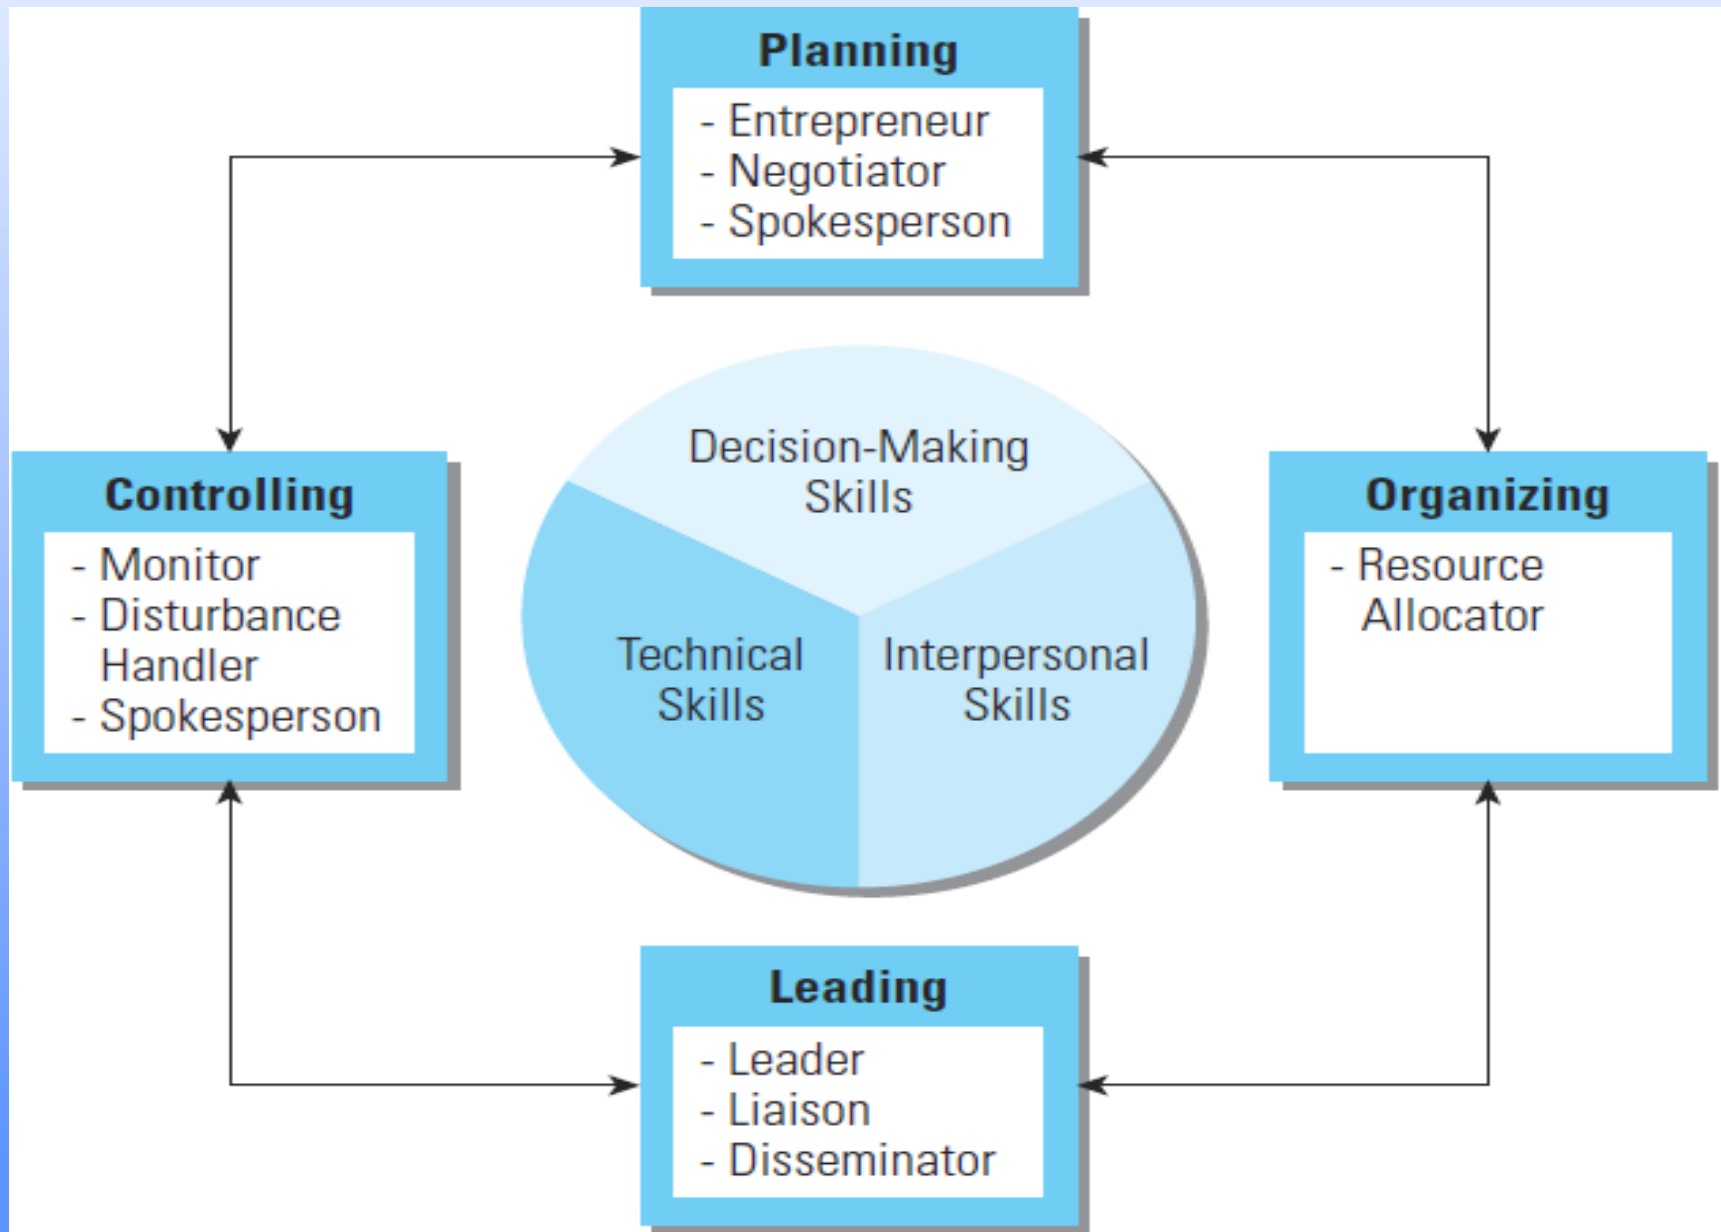 Planning
- Entrepreneur
- Negotiator
- Spokesperson
Decision-Making
Skills
Controlling
- Monitor
- Disturbance
Handler
- Spokesperson
Technical
Skills
Interpersonal
Skills
Organizing
- Resource
Allocator
Leading
- Leader
- Liaison
- Disseminator